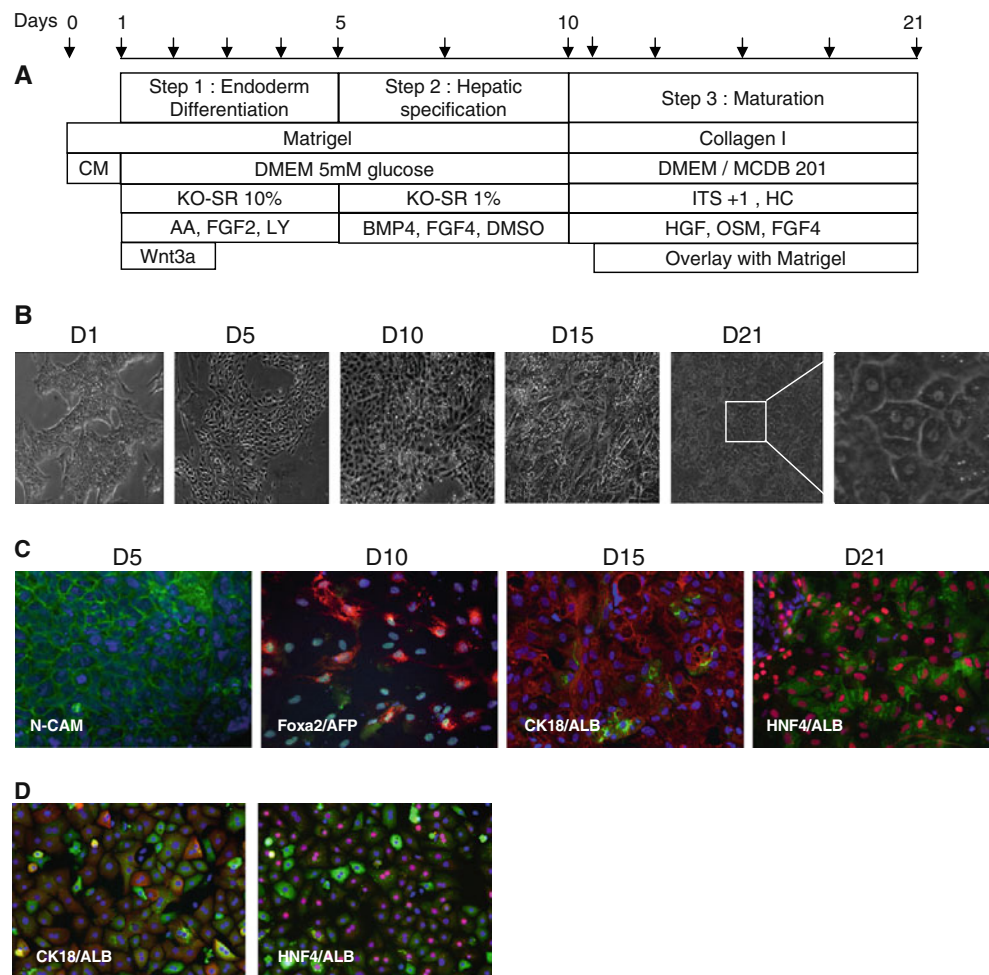 Days 0 1 5 10 21
A
Step 1 : Endoderm
Differentiation
Step 2 : Hepatic
specification
Step 3 : Maturation
Matrigel
Collagen I
CM
DMEM 5mM glucose
DMEM / MCDB 201
KO-SR 10%
KO-SR 1%
ITS +1 , HC
AA, FGF2, LY
BMP4, FGF4, DMSO
HGF, OSM, FGF4
Wnt3a
Overlay with Matrigel
B
D1
D5
D10
D15
D21
C
D5
D10
D15
D21
N-CAM
Foxa2/AFP
CK18/ALB
HNF4/ALB
D
CK18/ALB
HNF4/ALB